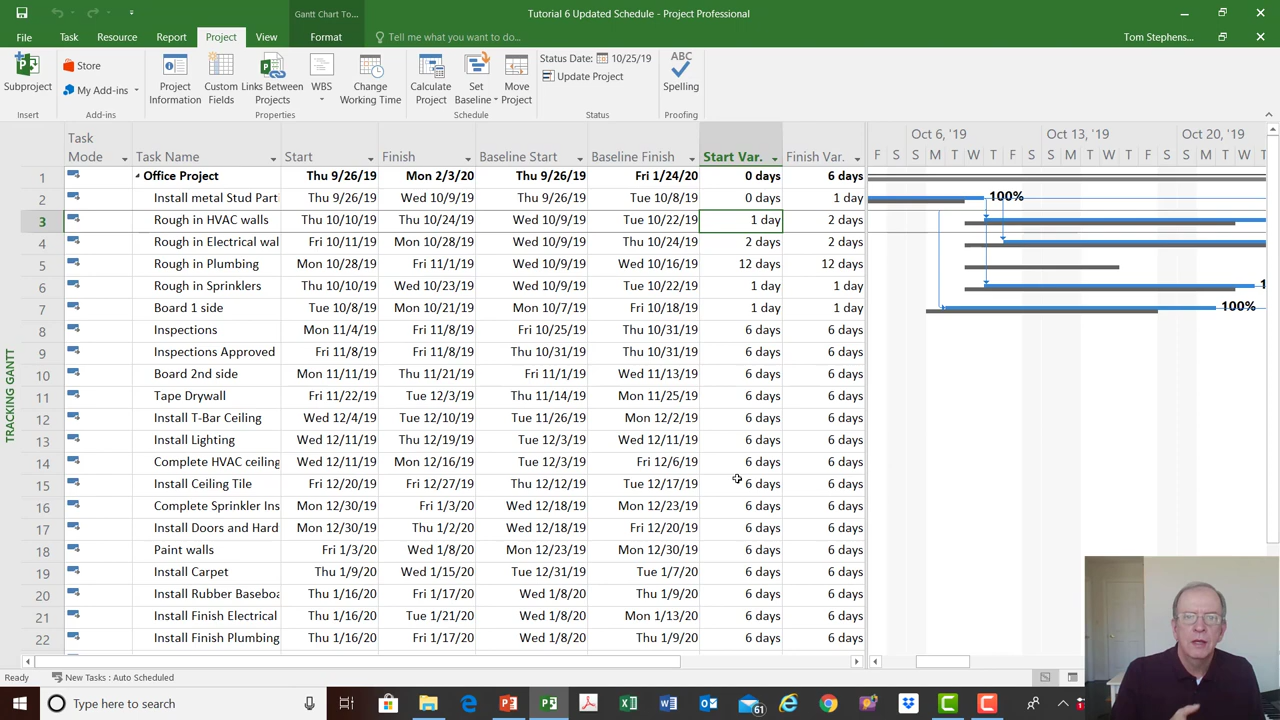 Gantt Chart To...
Tutorial 6 Updated Schedule - Project Professional
File Task Resource Report Project View Format Tell me what you want to do...
Tom Stephens...
Subproject
Store
My Add-ins
Project Information
Custom Fields
Links Between Projects
WBS
Change Working Time
Calculate Project
Set Baseline
Move Project
Status Date: 10/25/19
Update Project
ABC
Spelling
Insert Add-ins Properties Schedule Status Proofing
Task Mode Task Name Start Finish Baseline Start Baseline Finish Start Var. Finish Var.
Oct 6, '19 Oct 13, '19 Oct 20, '19
F S S M T W T F S S M T W T F S S M T W T
1 Office Project Thu 9/26/19 Mon 2/3/20 Thu 9/26/19 Fri 1/24/20 0 days 6 days
2 Install metal Stud Part Thu 9/26/19 Wed 10/9/19 Thu 9/26/19 Tue 10/8/19 0 days 1 day 100%
3 Rough in HVAC walls Thu 10/10/19 Thu 10/24/19 Wed 10/9/19 Tue 10/22/19 1 day 2 days
4 Rough in Electrical wal Fri 10/11/19 Mon 10/28/19 Wed 10/9/19 Thu 10/24/19 2 days 2 days
5 Rough in Plumbing Mon 10/28/19 Fri 11/1/19 Wed 10/9/19 Wed 10/16/19 12 days 12 days
6 Rough in Sprinklers Thu 10/10/19 Wed 10/23/19 Wed 10/9/19 Tue 10/22/19 1 day 1 day 1
7 Board 1 side Tue 10/8/19 Mon 10/21/19 Mon 10/7/19 Fri 10/18/19 1 day 1 day 100%
8 Inspections Mon 11/4/19 Fri 11/8/19 Fri 10/25/19 Thu 10/31/19 6 days 6 days
9 Inspections Approved Fri 11/8/19 Fri 11/8/19 Thu 10/31/19 Thu 10/31/19 6 days 6 days
10 Board 2nd side Mon 11/11/19 Thu 11/21/19 Fri 11/1/19 Wed 11/13/19 6 days 6 days
11 Tape Drywall Fri 11/22/19 Tue 12/3/19 Thu 11/14/19 Mon 11/25/19 6 days 6 days
12 Install T-Bar Ceiling Wed 12/4/19 Tue 12/10/19 Tue 11/26/19 Mon 12/2/19 6 days 6 days
13 Install Lighting Wed 12/11/19 Thu 12/19/19 Tue 12/3/19 Wed 12/11/19 6 days 6 days
14 Complete HVAC ceiling Wed 12/11/19 Mon 12/16/19 Tue 12/3/19 Fri 12/6/19 6 days 6 days
15 Install Ceiling Tile Fri 12/20/19 Fri 12/27/19 Thu 12/12/19 Tue 12/17/19 6 days 6 days
16 Complete Sprinkler Ins Mon 12/30/19 Fri 1/3/20 Wed 12/18/19 Mon 12/23/19 6 days 6 days
17 Install Doors and Hard Mon 12/30/19 Thu 1/2/20 Wed 12/18/19 Fri 12/20/19 6 days 6 days
18 Paint walls Fri 1/3/20 Wed 1/8/20 Mon 12/23/19 Mon 12/30/19 6 days 6 days
19 Install Carpet Thu 1/9/20 Wed 1/15/20 Tue 12/31/19 Tue 1/7/20 6 days 6 days
20 Install Rubber Baseboa Thu 1/16/20 Fri 1/17/20 Wed 1/8/20 Thu 1/9/20 6 days 6 days
21 Install Finish Electrical Thu 1/16/20 Tue 1/21/20 Wed 1/8/20 Mon 1/13/20 6 days 6 days
22 Install Finish Plumbing Thu 1/16/20 Fri 1/17/20 Wed 1/8/20 Thu 1/9/20 6 days 6 days
TRACKING GANTT
Ready New Tasks : Auto Scheduled
Type here to search
61